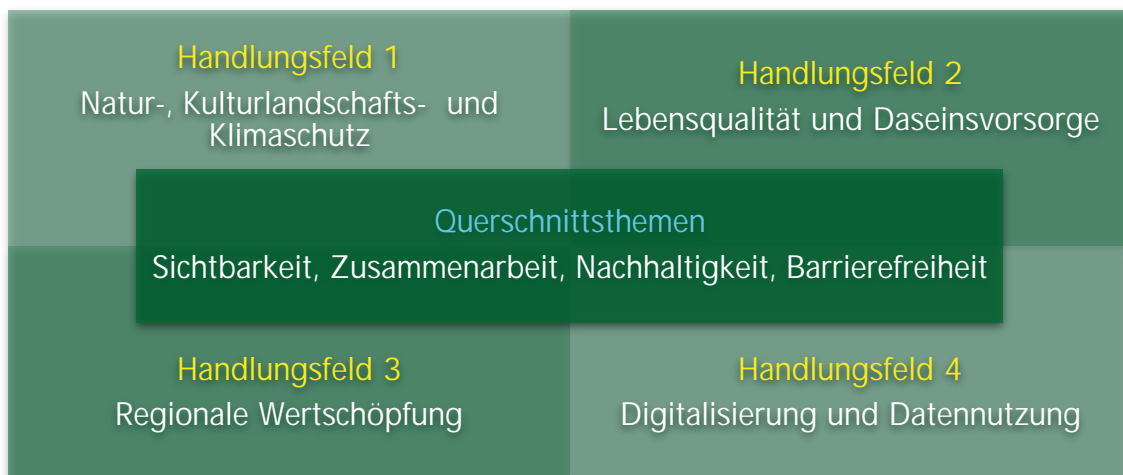 Handlungsfeld 1
Natur-, Kulturlandschafts- und
Klimaschutz
Handlungsfeld 2
Lebensqualität und Daseinsvorsorge
Querschnittsthemen
Sichtbarkeit, Zusammenarbeit, Nachhaltigkeit, Barrierefreiheit
Handlungsfeld 3
Regionale Wertschöpfung
Handlungsfeld 4
Digitalisierung und Datennutzung